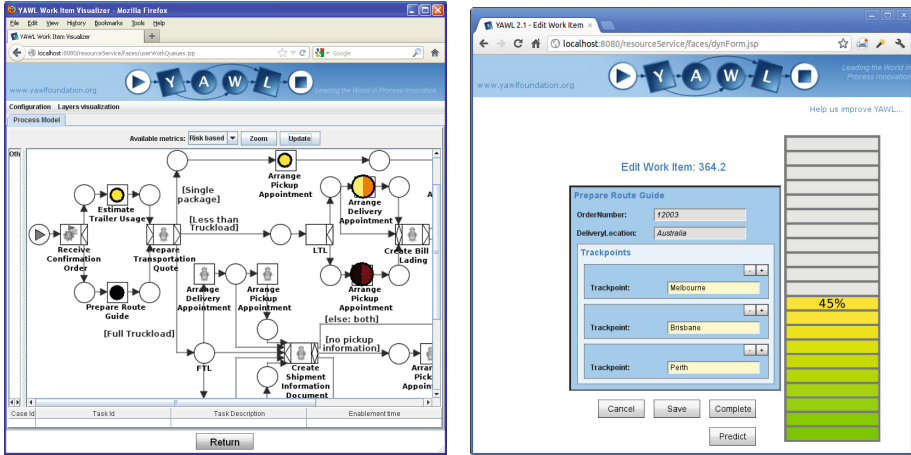 YAWL Work Item Visualizer - Mozilla Firefox
File Edit View History Bookmarks Tools Help
YAWL Work Item Visualizer
localhost:8080/resourceService/faces/userWorkQueues.jsp
Google
www.yawlfoundation.org
YAWL
Leading the World in Process Innovation
Configuration Layers visualization
Process Model
Available metrics: Risk based Zoom Update
Oth
Arrange
Pickup
Appointment
[Single
package]
Estimate
Trailer Usage
Arrange
Delivery
Appointment
A
[Less than
Truckload]
Receive
Confirmation
Order
Prepare
Transportation
Quote
LTL
Create Bill
Lading
Prepare Route
Guide
Arrange
Delivery
Appointment
Arrange
Pickup
Appointment
Arrange
Pickup
Appointment
[Full Truckload]
[else: both]
[no pickup
information]
FTL
Create
Shipment
Information
Document
Arran
Pick
Appoin
Case Id Task Id Task Description Enablement time
Return
YAWL 2.1 - Edit Work Item
localhost:8080/resourceService/faces/dynForm.jsp
www.yawlfoundation.org
YAWL
Leading the World in
Process Innovation
Help us improve YAWL...
Edit Work Item: 364.2
Prepare Route Guide
OrderNumber: 12003
DeliveryLocation: Australia
Trackpoints
- +
Trackpoint: Melbourne
- +
Trackpoint: Brisbane
- +
Trackpoint: Perth
45%
Cancel Save Complete
Predict